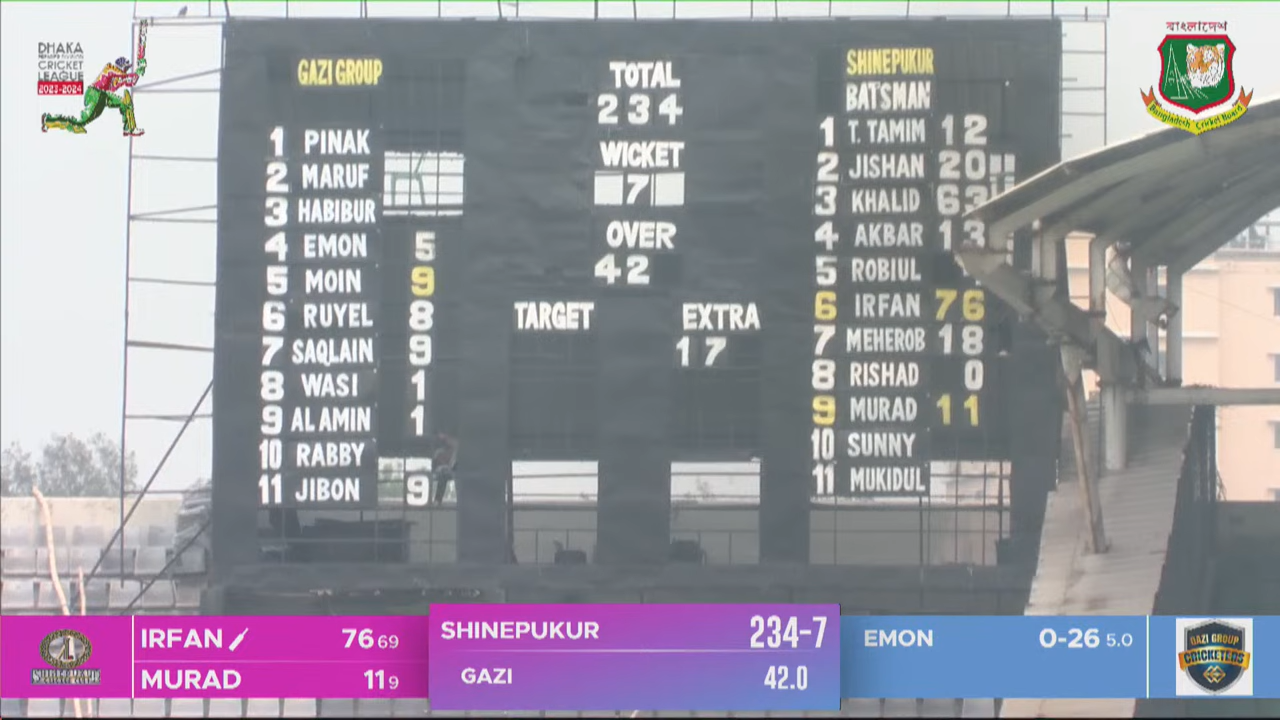 DHAKA
PREMIER DIVISION
CRICKET
LEAGUE
2023-2024
বাংলাদেশ
Bangladesh Cricket Board
GAZI GROUP
1 PINAK
2 MARUF
3 HABIBUR
4 EMON 5
5 MOIN 9
6 RUYEL 8
7 SAQLAIN 9
8 WASI 1
9 ALAMIN 1
10 RABBY
11 JIBON 9
TOTAL
234
WICKET
7
OVER
42
TARGET EXTRA
17
SHINEPUKUR
BATSMAN
1 T. TAMIM 12
2 JISHAN 20
3 KHALID 63
4 AKBAR 13
5 ROBIUL
6 IRFAN 76
7 MEHEROB 18
8 RISHAD 0
9 MURAD 11
10 SUNNY
11 MUKIDUL
IRFAN 76 69
MURAD 11 9
SHINEPUKUR 234-7
GAZI 42.0
EMON 0-26 5.0
GAZI GROUP
CRICKETERS